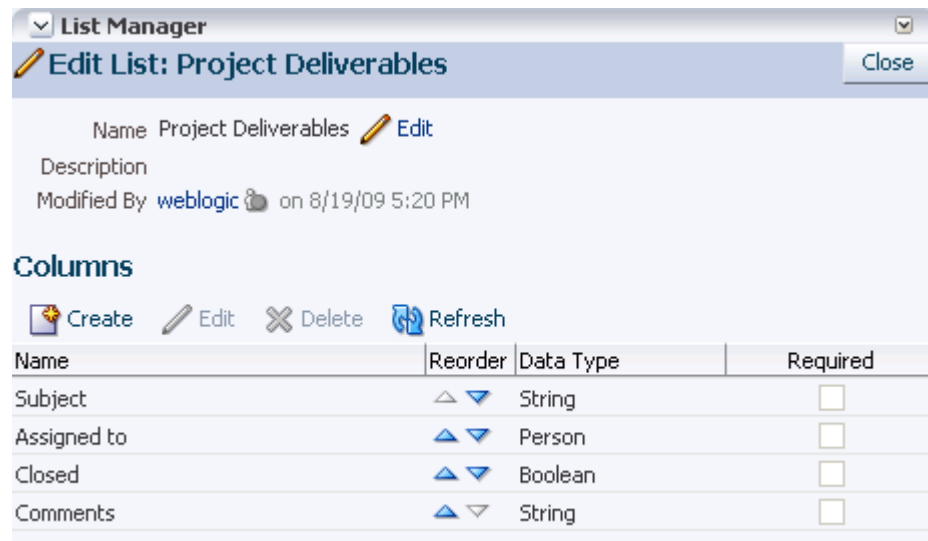 List Manager
Edit List: Project Deliverables Close
Name Project Deliverables Edit
Description
Modified By weblogic on 8/19/09 5:20 PM
Columns
Create Edit Delete Refresh
Name Reorder Data Type Required
Subject String
Assigned to Person
Closed Boolean
Comments String